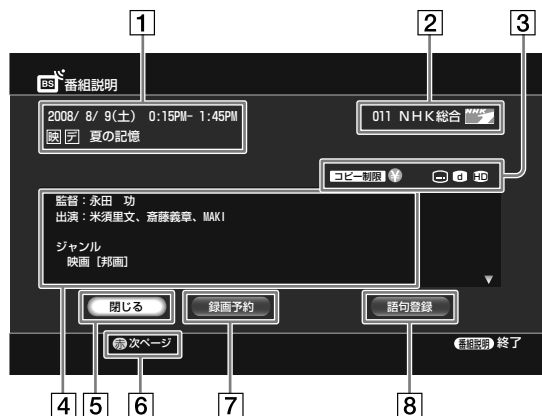 1
2
3
BS 番組説明
2008/ 8/ 9(土) 0:15PM- 1:45PM
011 NHK総合 NHK
映 デ 夏の記憶
コピー制限 ¥ d HD
監督:永田 功
出演:米須里文、斎藤義章、MAKI
ジャンル
映画 [邦画]
▼
閉じる
録画予約
語句登録
赤 次ページ
番組説明 終了
4
5
6
7
8